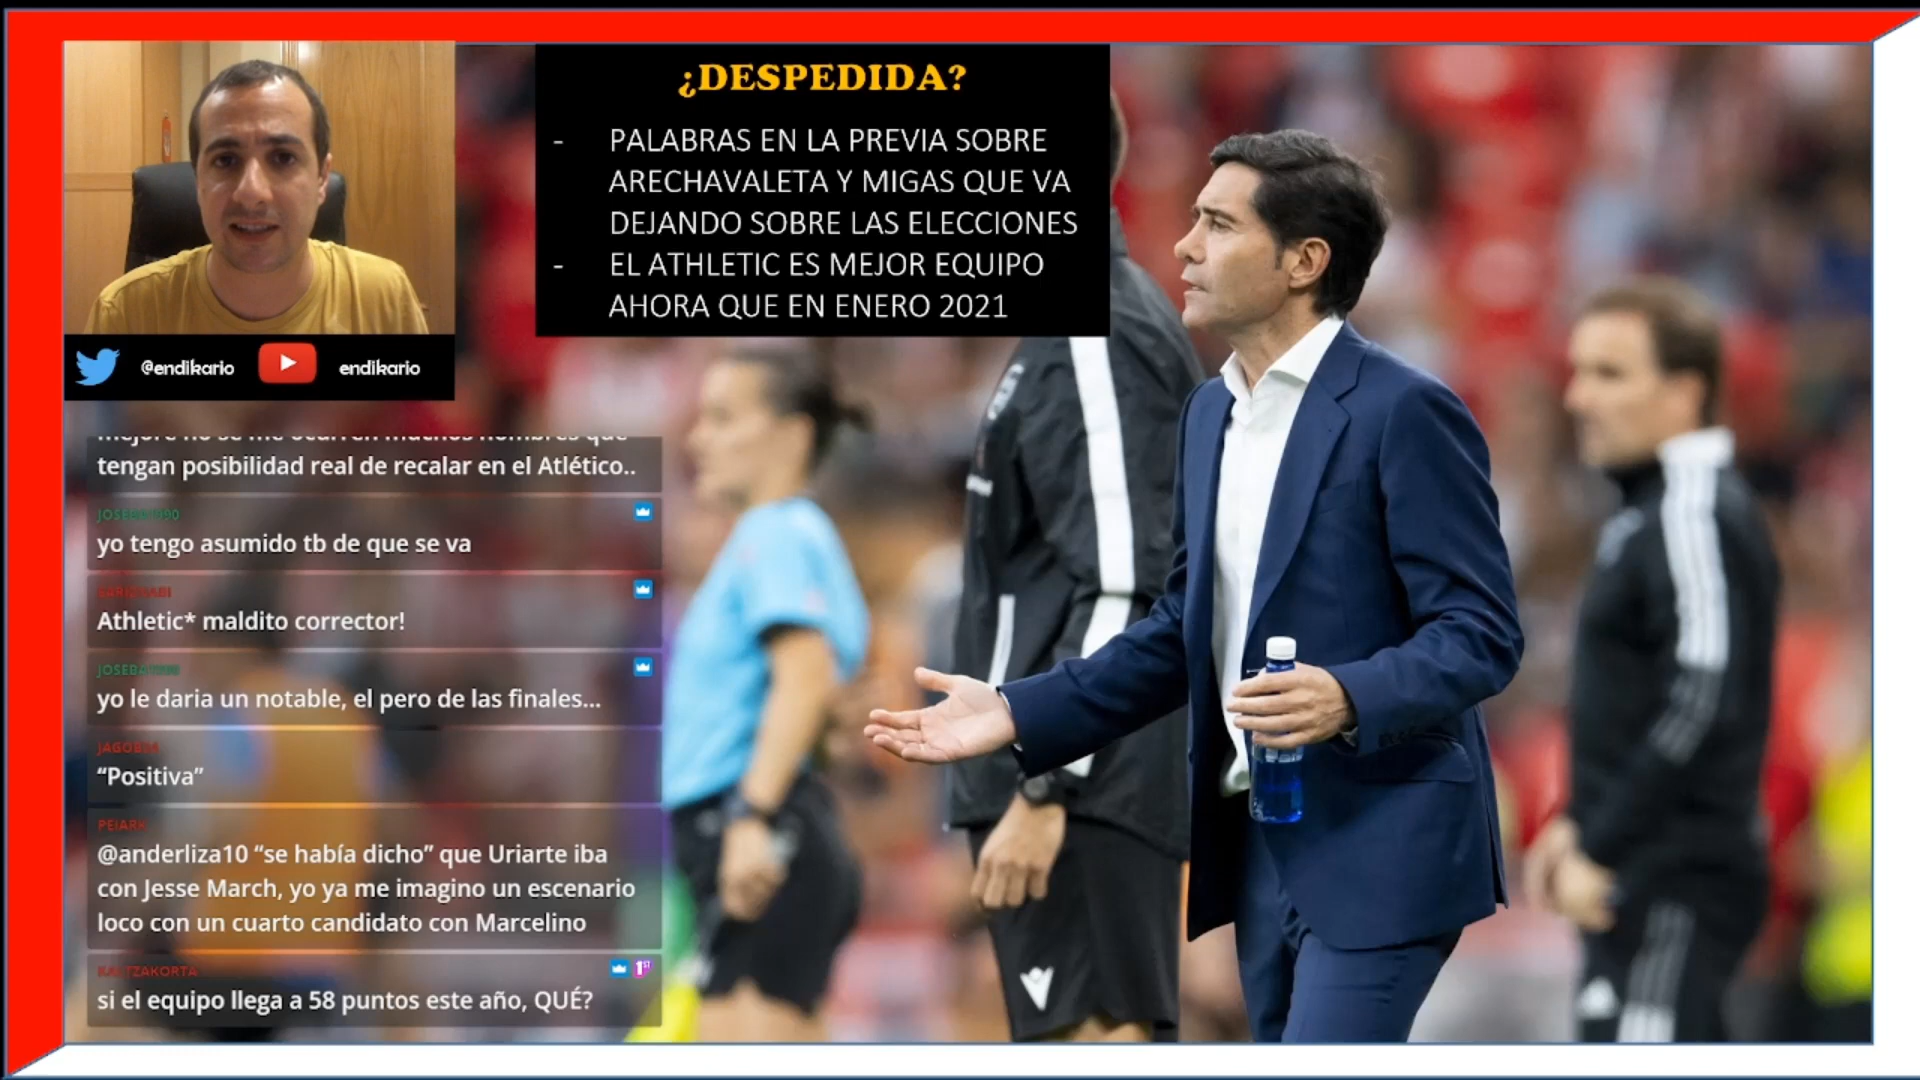 ¿DESPEDIDA?
- PALABRAS EN LA PREVIA SOBRE
ARECHAVALETA Y MIGAS QUE VA
DEJANDO SOBRE LAS ELECCIONES
- EL ATHLETIC ES MEJOR EQUIPO
AHORA QUE EN ENERO 2021
@endikario
endikario
tengan posibilidad real de recalar en el Atlético..
yo tengo asumido tb de que se va
Athletic* maldito corrector!
yo le daria un notable, el pero de las finales...
“Positiva”
PEIARK
@anderliza10 “se había dicho” que Uriarte iba
con Jesse March, yo ya me imagino un escenario
loco con un cuarto candidato con Marcelino
1ST
si el equipo llega a 58 puntos este año, QUÉ?